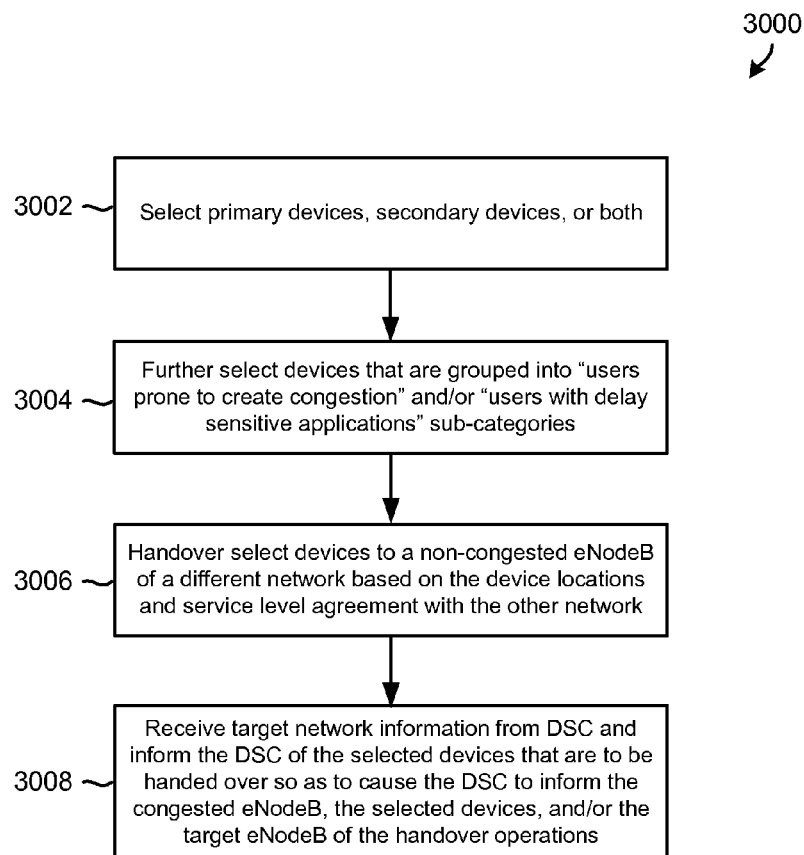 3000
3002
Select primary devices, secondary devices, or both
3004
Further select devices that are grouped into “users
prone to create congestion” and/or “users with delay
sensitive applications” sub-categories
3006
Handover select devices to a non-congested eNodeB
of a different network based on the device locations
and service level agreement with the other network
3008
Receive target network information from DSC and
inform the DSC of the selected devices that are to be
handed over so as to cause the DSC to inform the
congested eNodeB, the selected devices, and/or the
target eNodeB of the handover operations